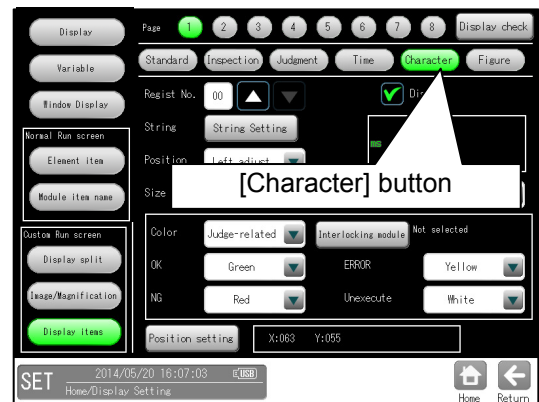 Display
Variable
Window Display
Normal Run screen
Element item
Module item name
Custom Run screen
Display split
Image/Magnification
Display items
Page 1 2 3 4 5 6 7 8 Display check
Standard Inspection Judgment Time Character Figure
Regist No. 00
String String Setting
ms
Position Left adjust
Size
[Character] button
Color Judge-related Interlocking module Not selected
OK Green ERROR Yellow
NG Red Unexecute White
Position setting X:063 Y:055
SET 2014/05/20 16:07:03 USB
Home/Display Setting
Home Return